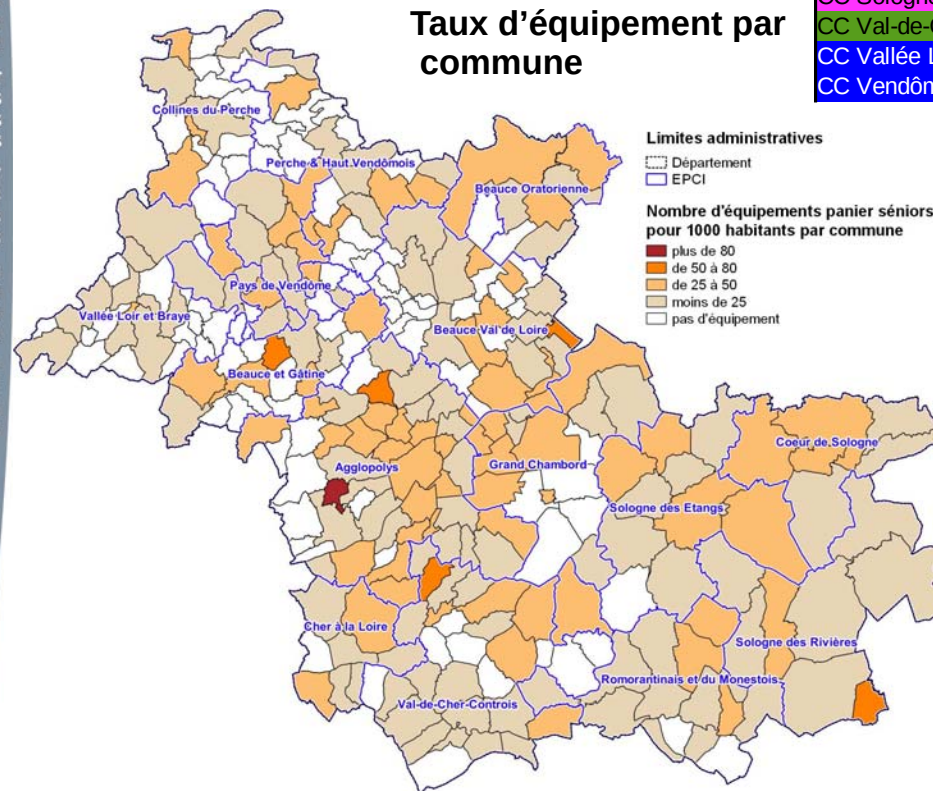 Taux d’équipement par
commune
CC Val-de-
CC Vallée L
CC Vendôm
Limites administratives
Département
EPCI
Nombre d'équipements panier séniors
pour 1000 habitants par commune
plus de 80
de 50 à 80
de 25 à 50
moins de 25
pas d'équipement
Collines du Perche
Perche & Haut Vendômois
Beauce Oratorienne
Pays de Vendôme
Vallée Loir et Braye
Beauce Val de Loire
Beauce et Gâtine
Coeur de Sologne
Agglopolys
Grand Chambord
Sologne des Etangs
Cher à la Loire
Sologne des Rivières
Romorantinais et du Monestois
Val-de-Cher-Controis